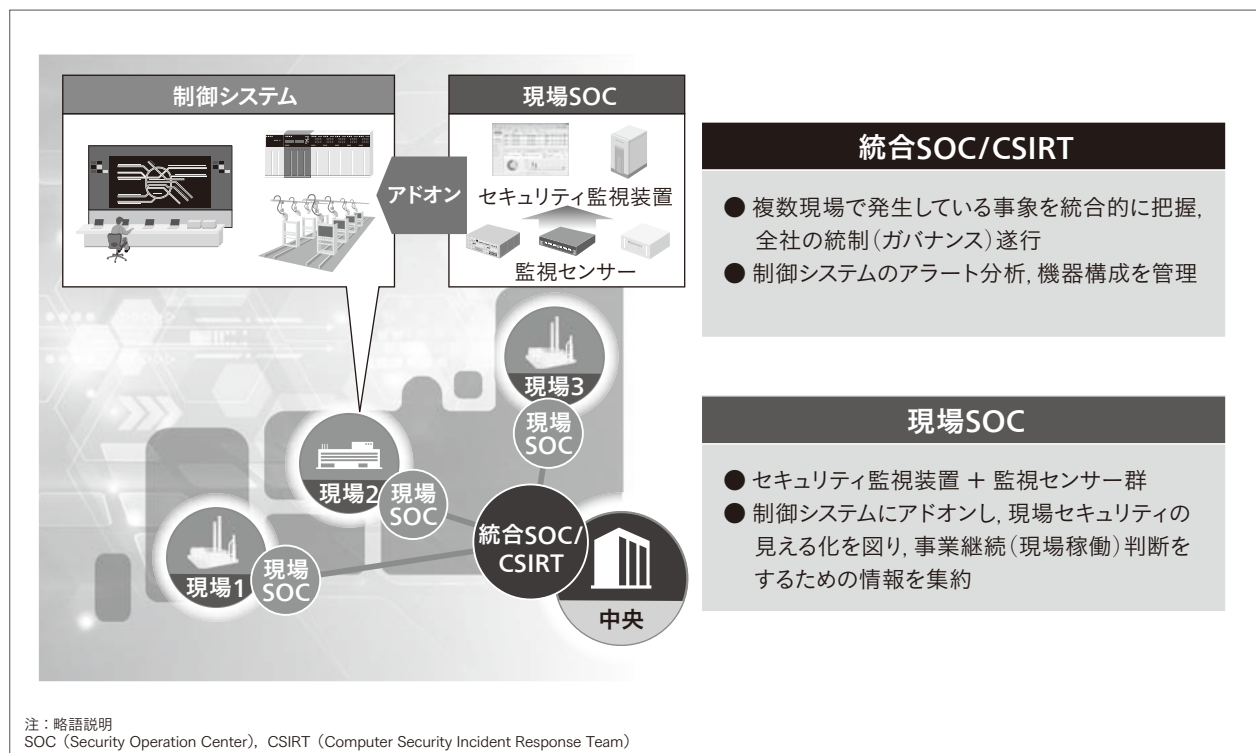 制御システム
現場SOC
アドオン
セキュリティ監視装置
監視センサー
現場3
現場
SOC
現場2
現場
SOC
現場1
現場
SOC
統合SOC/
CSIRT
中央
統合SOC/CSIRT
● 複数現場で発生している事象を統合的に把握,
全社の統制(ガバナンス)遂行
● 制御システムのアラート分析, 機器構成を管理
現場SOC
● セキュリティ監視装置 + 監視センサー群
● 制御システムにアドオンし, 現場セキュリティの
見える化を図り, 事業継続(現場稼働)判断を
するための情報を集約
注:略語説明
SOC(Security Operation Center), CSIRT(Computer Security Incident Response Team)